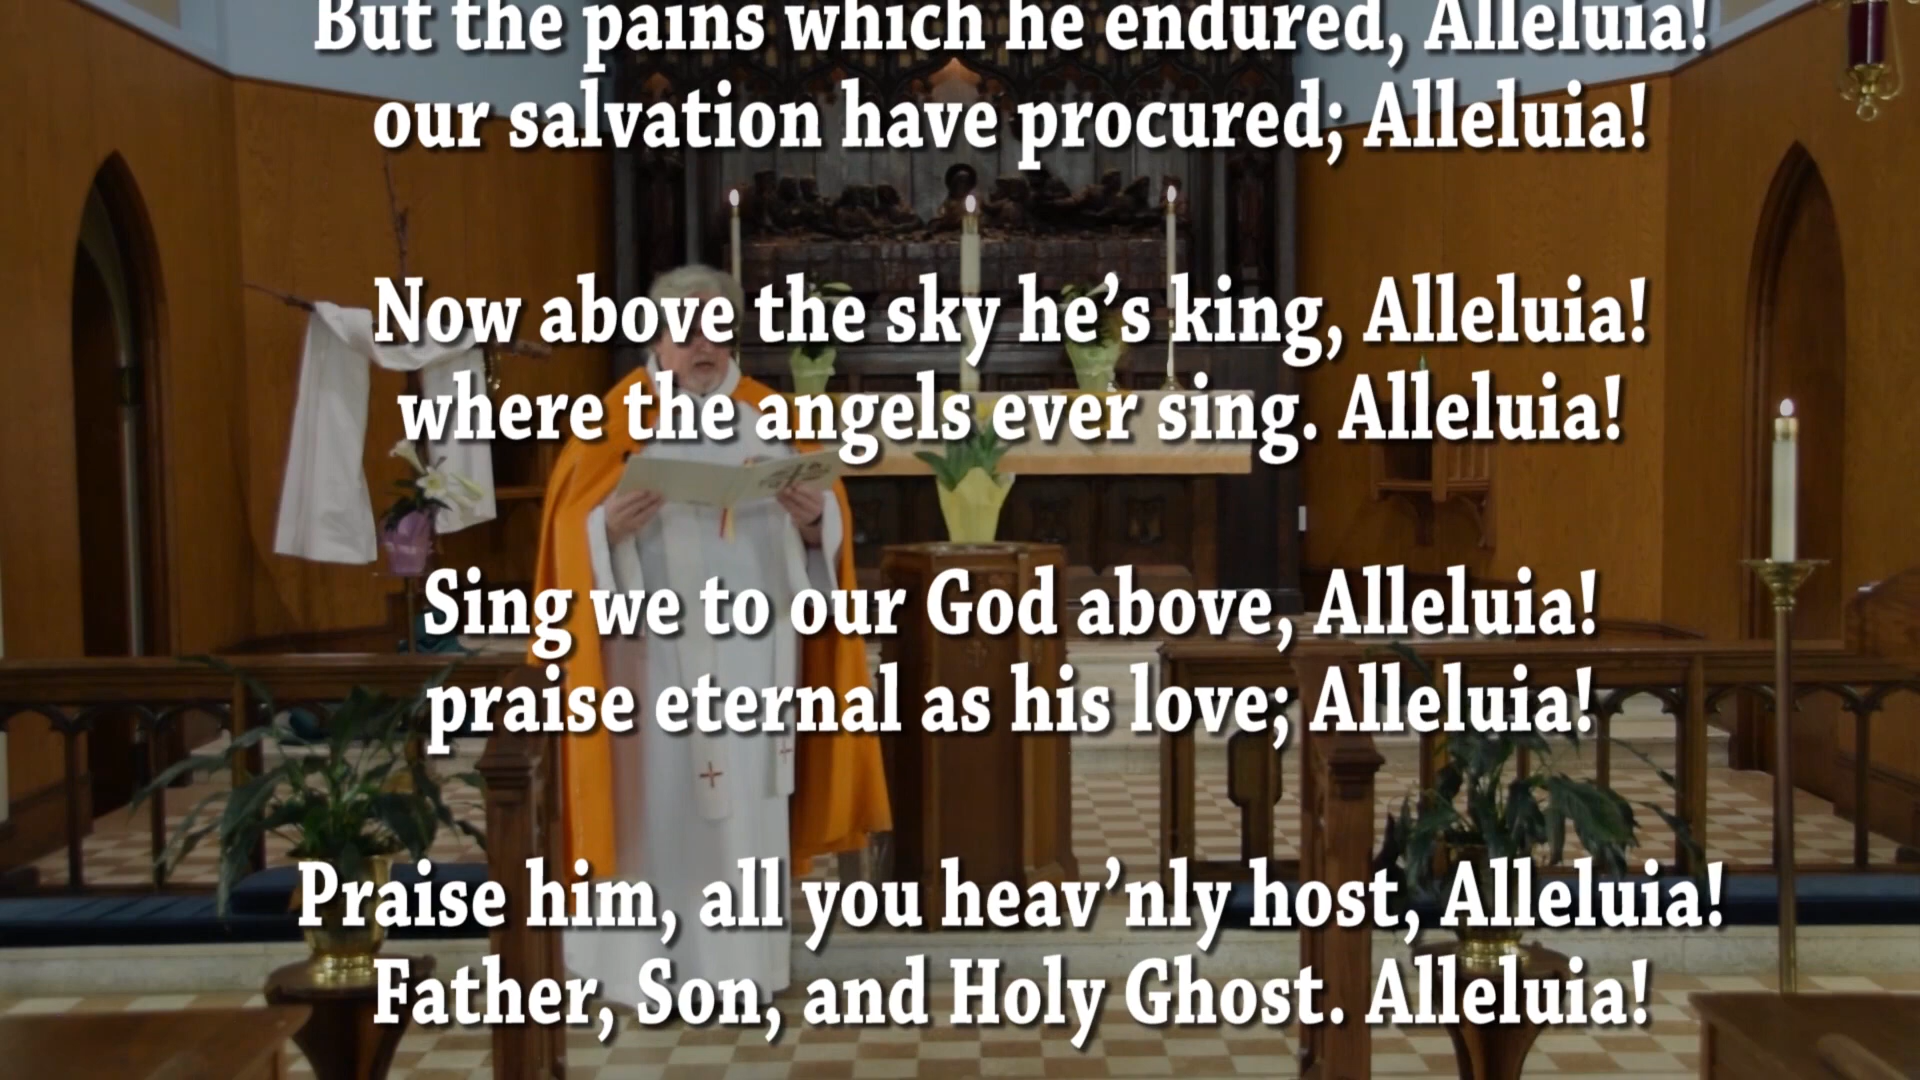 But the pains which he endured, Alleluia!
our salvation have procured; Alleluia!
Now above the sky he’s king, Alleluia!
where the angels ever sing. Alleluia!
Sing we to our God above, Alleluia!
praise eternal as his love; Alleluia!
Praise him, all you heav’nly host, Alleluia!
Father, Son, and Holy Ghost. Alleluia!